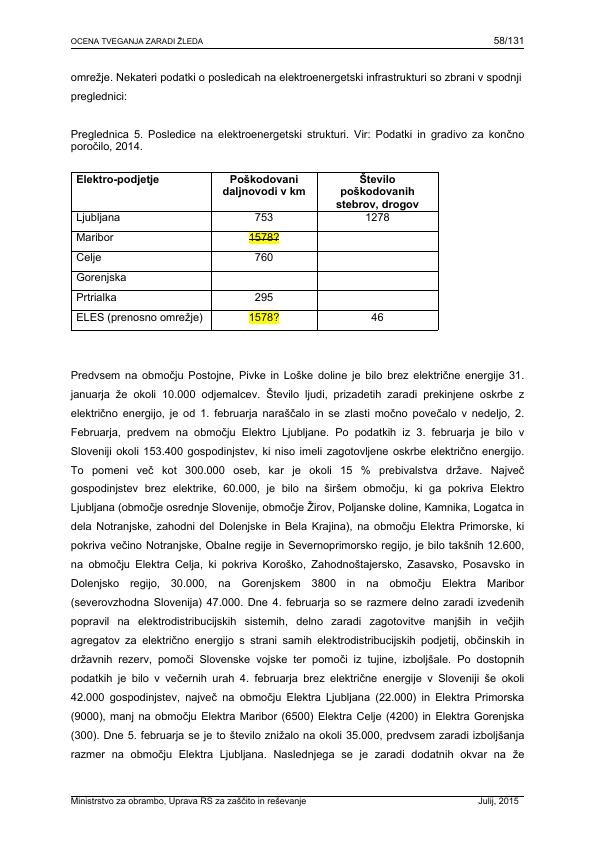 OCENA TVEGANJA ZARADI ŽLEDA 58/131
omrežje. Nekateri podatki o posledicah na elektroenergetski infrastrukturi so zbrani v spodnji
preglednici:
Preglednica 5. Posledice na elektroenergetski strukturi. Vir: Podatki in gradivo za končno
poročilo, 2014.
Elektro-podjetje Poškodovani daljnovodi v km Število poškodovanih stebrov, drogov
Ljubljana 753 1278
Maribor 1578?
Celje 760
Gorenjska
Prtrialka 295
ELES (prenosno omrežje) 1578? 46
Predvsem na območju Postojne, Pivke in Loške doline je bilo brez električne energije 31.
januarja že okoli 10.000 odjemalcev. Število ljudi, prizadetih zaradi prekinjene oskrbe z
električno energijo, je od 1. februarja naraščalo in se zlasti močno povečalo v nedeljo, 2.
Februarja, predvem na območju Elektro Ljubljane. Po podatkih iz 3. februarja je bilo v
Sloveniji okoli 153.400 gospodinjstev, ki niso imeli zagotovljene oskrbe električno energijo.
To pomeni več kot 300.000 oseb, kar je okoli 15 % prebivalstva države. Največ
gospodinjstev brez elektrike, 60.000, je bilo na širšem območju, ki ga pokriva Elektro
Ljubljana (območje osrednje Slovenije, območje Žirov, Poljanske doline, Kamnika, Logatca in
dela Notranjske, zahodni del Dolenjske in Bela Krajina), na območju Elektra Primorske, ki
pokriva večino Notranjske, Obalne regije in Severnoprimorsko regijo, je bilo takšnih 12.600,
na območju Elektra Celja, ki pokriva Koroško, Zahodnoštajersko, Zasavsko, Posavsko in
Dolenjsko regijo, 30.000, na Gorenjskem 3800 in na območju Elektra Maribor
(severovzhodna Slovenija) 47.000. Dne 4. februarja so se razmere delno zaradi izvedenih
popravil na elektrodistribucijskih sistemih, delno zaradi zagotovitve manjših in večjih
agregatov za električno energijo s strani samih elektrodistribucijskih podjetij, občinskih in
državnih rezerv, pomoči Slovenske vojske ter pomoči iz tujine, izboljšale. Po dostopnih
podatkih je bilo v večernih urah 4. februarja brez električne energije v Sloveniji še okoli
42.000 gospodinjstev, največ na območju Elektra Ljubljana (22.000) in Elektra Primorska
(9000), manj na območju Elektra Maribor (6500) Elektra Celje (4200) in Elektra Gorenjska
(300). Dne 5. februarja se je to število znižalo na okoli 35.000, predvsem zaradi izboljšanja
razmer na območju Elektra Ljubljana. Naslednjega se je zaradi dodatnih okvar na že
Ministrstvo za obrambo, Uprava RS za zaščito in reševanje Julij, 2015